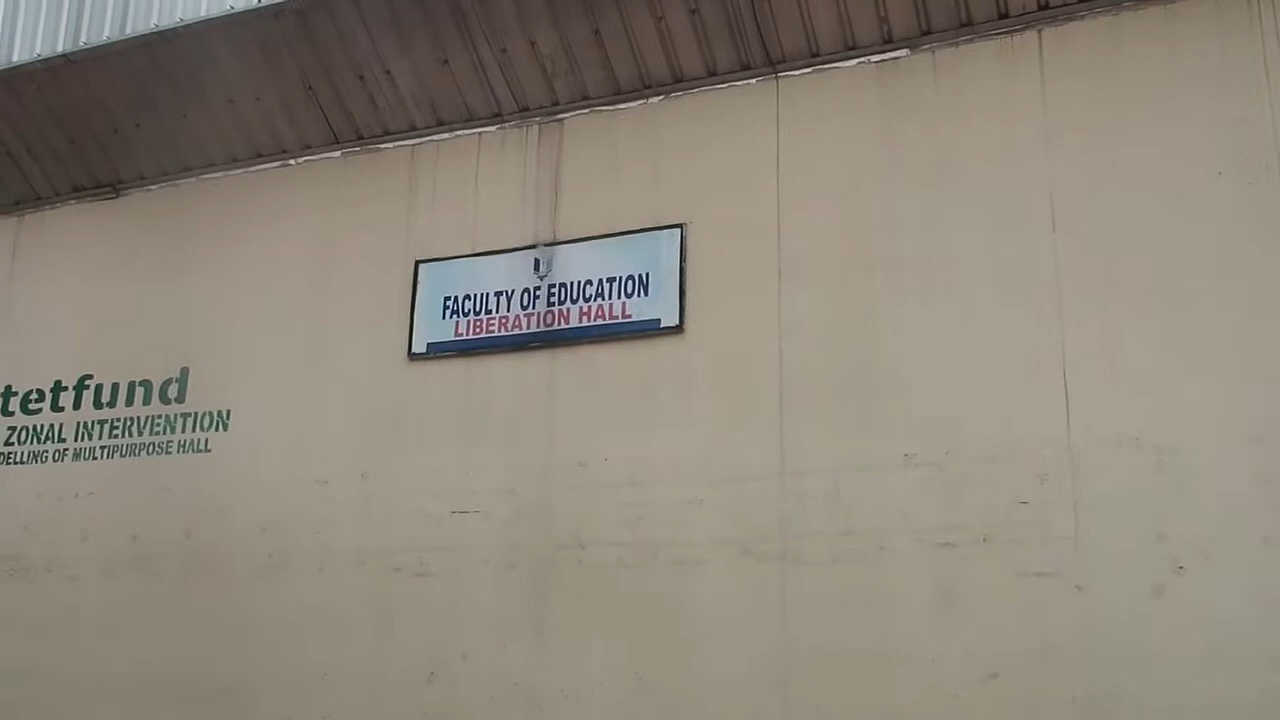 FACULTY OF EDUCATION
LIBERATION HALL
tetfund
ZONAL INTERVENTION
DELLING OF MULTIPURPOSE HALL